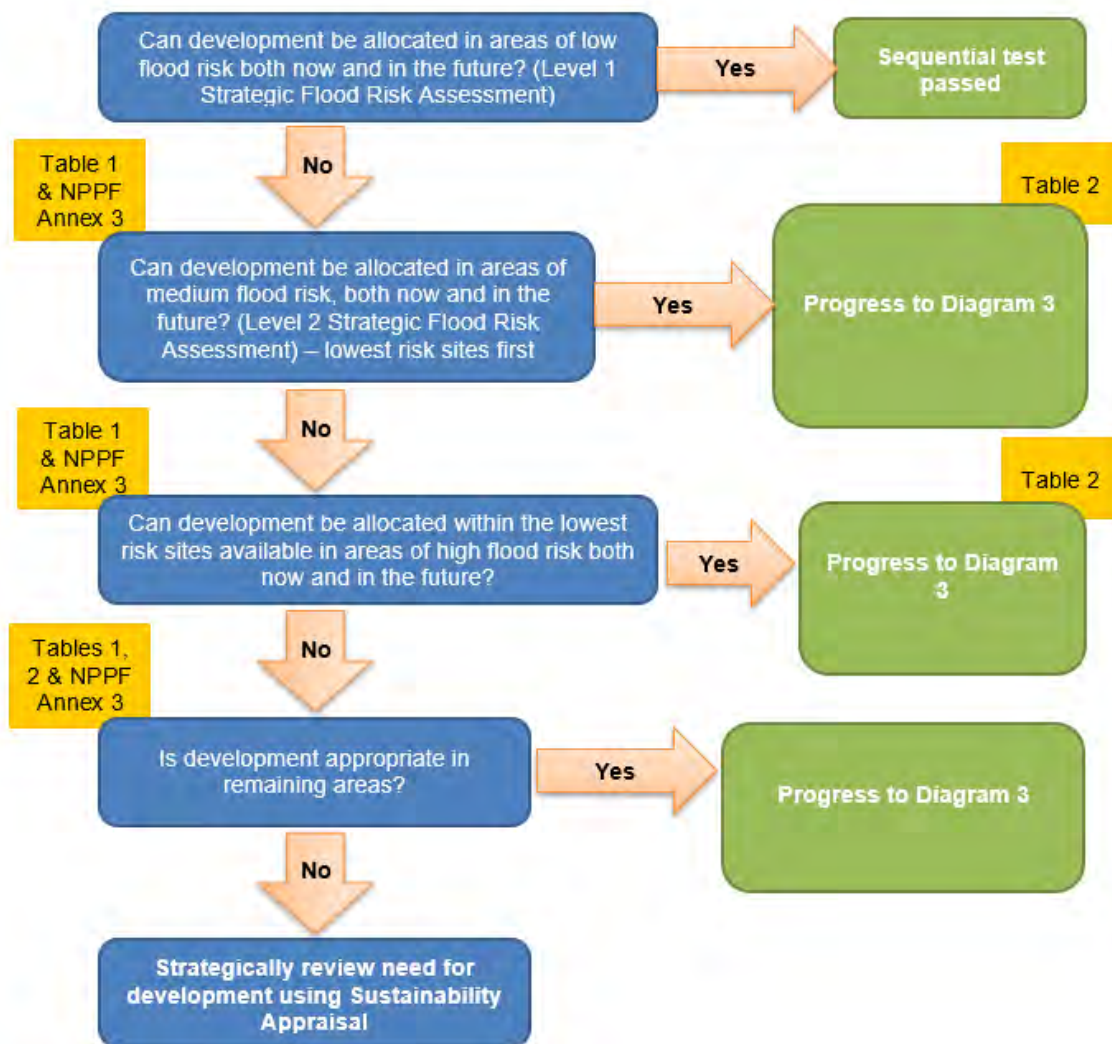 Can development be allocated in areas of low
flood risk both now and in the future? (Level 1
Strategic Flood Risk Assessment)
Yes
Sequential test
passed
No
Table 1
& NPPF
Annex 3
Table 2
Can development be allocated in areas of
medium flood risk, both now and in the
future? (Level 2 Strategic Flood Risk
Assessment) – lowest risk sites first
Yes
Progress to Diagram 3
No
Table 1
& NPPF
Annex 3
Table 2
Can development be allocated within the lowest
risk sites available in areas of high flood risk both
now and in the future?
Yes
Progress to Diagram
3
No
Tables 1,
2 & NPPF
Annex 3
Is development appropriate in
remaining areas?
Yes
Progress to Diagram 3
No
Strategically review need for
development using Sustainability
Appraisal